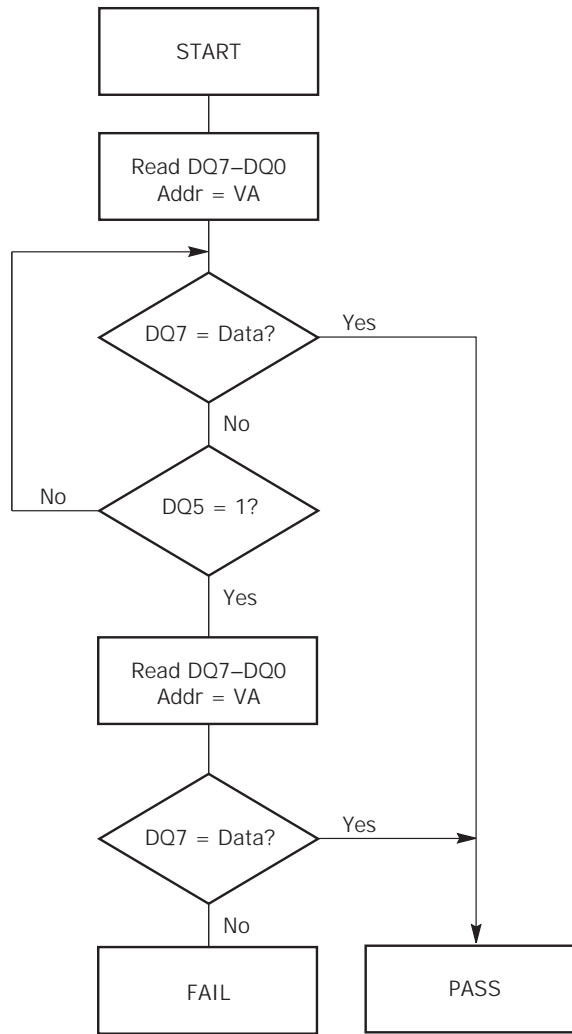 START
Read DQ7–DQ0
Addr = VA
DQ7 = Data?
Yes
No
No
DQ5 = 1?
Yes
Read DQ7–DQ0
Addr = VA
DQ7 = Data?
Yes
No
FAIL
PASS